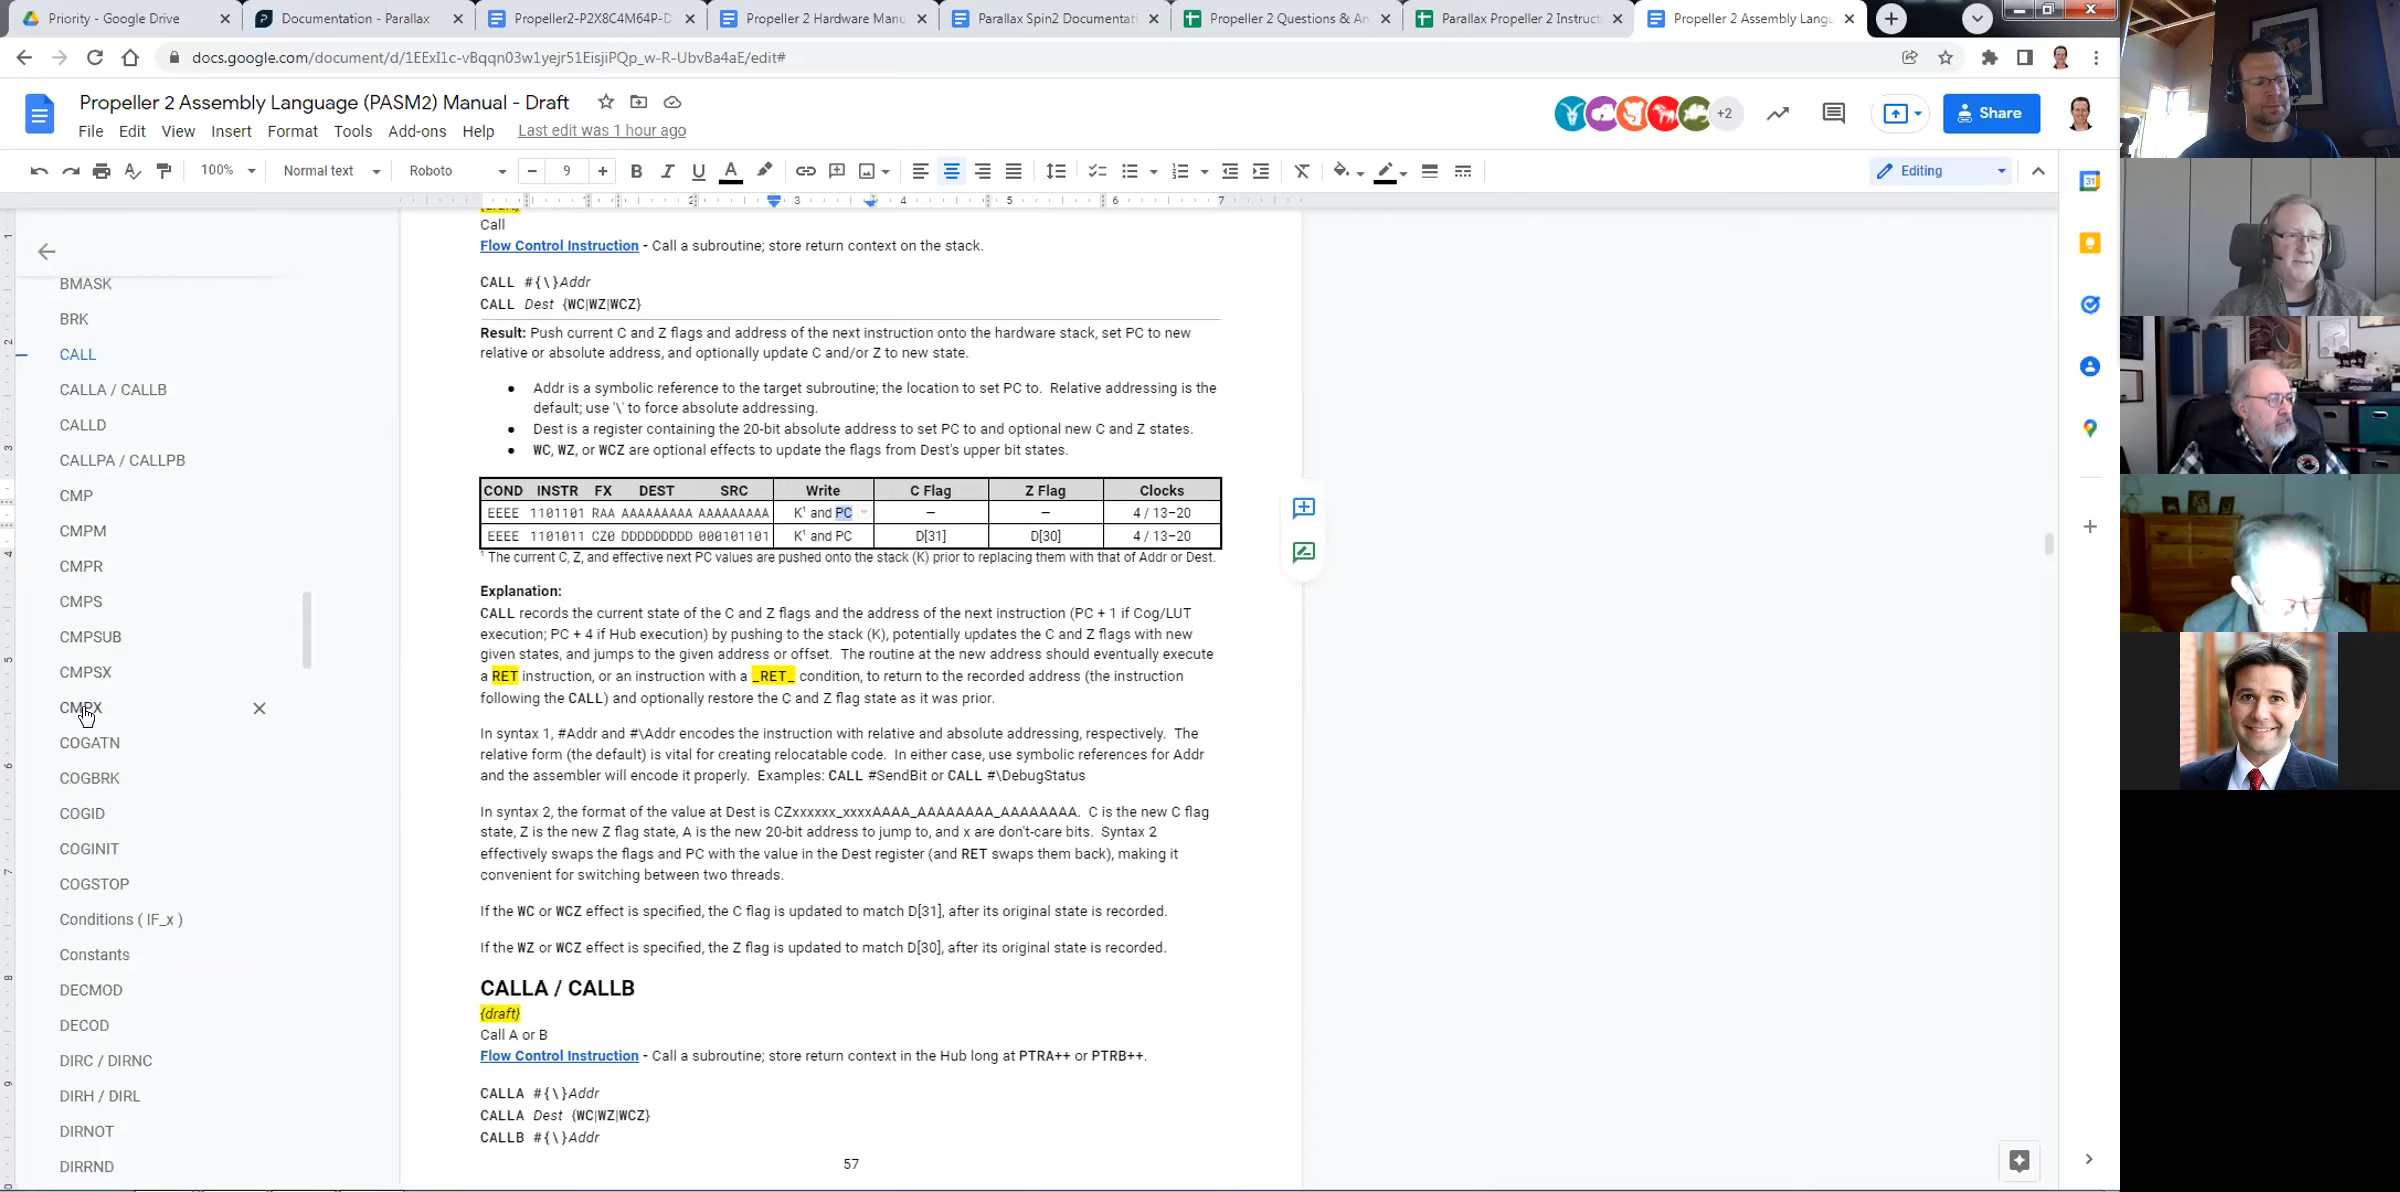 Priority - Google Drive
Documentation - Parallax
Propeller2-P2X8C4M64P-D
Propeller 2 Hardware Manu
Parallax Spin2 Documentati
Propeller 2 Questions & An
Parallax Propeller 2 Instruct
Propeller 2 Assembly Langu
docs.google.com/document/d/1EExI1c-vBqqn03w1yejr51EisjiPQp_w-R-UbvBa4aE/edit#
Propeller 2 Assembly Language (PASM2) Manual - Draft
+2
Share
File Edit View Insert Format Tools Add-ons Help Last edit was 1 hour ago
100% Normal text Roboto 9 B I U A Editing
2 3 4 5 6 7
BMASK
BRK
CALL
CALLA / CALLB
CALLD
CALLPA / CALLPB
CMP
CMPM
CMPR
CMPS
CMPSUB
CMPSX
CMPX
COGATN
COGBRK
COGID
COGINIT
COGSTOP
Conditions ( IF_x )
Constants
DECMOD
DECOD
DIRC / DIRNC
DIRH / DIRL
DIRNOT
DIRRND
{draft}
Call
Flow Control Instruction - Call a subroutine; store return context on the stack.
CALL #{\}Addr
CALL Dest {WC|WZ|WCZ}
Result: Push current C and Z flags and address of the next instruction onto the hardware stack, set PC to new
relative or absolute address, and optionally update C and/or Z to new state.
● Addr is a symbolic reference to the target subroutine; the location to set PC to. Relative addressing is the
default; use '\' to force absolute addressing.
● Dest is a register containing the 20-bit absolute address to set PC to and optional new C and Z states.
● WC, WZ, or WCZ are optional effects to update the flags from Dest's upper bit states.
COND INSTR FX DEST SRC Write C Flag Z Flag Clocks
EEEE 1101101 RAA AAAAAAAAA AAAAAAAAA K¹ and PC — — 4 / 13–20
EEEE 1101011 CZ0 DDDDDDDDD 000101101 K¹ and PC D[31] D[30] 4 / 13–20
¹ The current C, Z, and effective next PC values are pushed onto the stack (K) prior to replacing them with that of Addr or Dest.
Explanation:
CALL records the current state of the C and Z flags and the address of the next instruction (PC + 1 if Cog/LUT
execution; PC + 4 if Hub execution) by pushing to the stack (K), potentially updates the C and Z flags with new
given states, and jumps to the given address or offset. The routine at the new address should eventually execute
a RET instruction, or an instruction with a _RET_ condition, to return to the recorded address (the instruction
following the CALL) and optionally restore the C and Z flag state as it was prior.
In syntax 1, #Addr and #\Addr encodes the instruction with relative and absolute addressing, respectively. The
relative form (the default) is vital for creating relocatable code. In either case, use symbolic references for Addr
and the assembler will encode it properly. Examples: CALL #SendBit or CALL #\DebugStatus
In syntax 2, the format of the value at Dest is CZxxxxxx_xxxxAAAA_AAAAAAAA_AAAAAAAA. C is the new C flag
state, Z is the new Z flag state, A is the new 20-bit address to jump to, and x are don't-care bits. Syntax 2
effectively swaps the flags and PC with the value in the Dest register (and RET swaps them back), making it
convenient for switching between two threads.
If the WC or WCZ effect is specified, the C flag is updated to match D[31], after its original state is recorded.
If the WZ or WCZ effect is specified, the Z flag is updated to match D[30], after its original state is recorded.
CALLA / CALLB
{draft}
Call A or B
Flow Control Instruction - Call a subroutine; store return context in the Hub long at PTRA++ or PTRB++.
CALLA #{\}Addr
CALLA Dest {WC|WZ|WCZ}
CALLB #{\}Addr
57